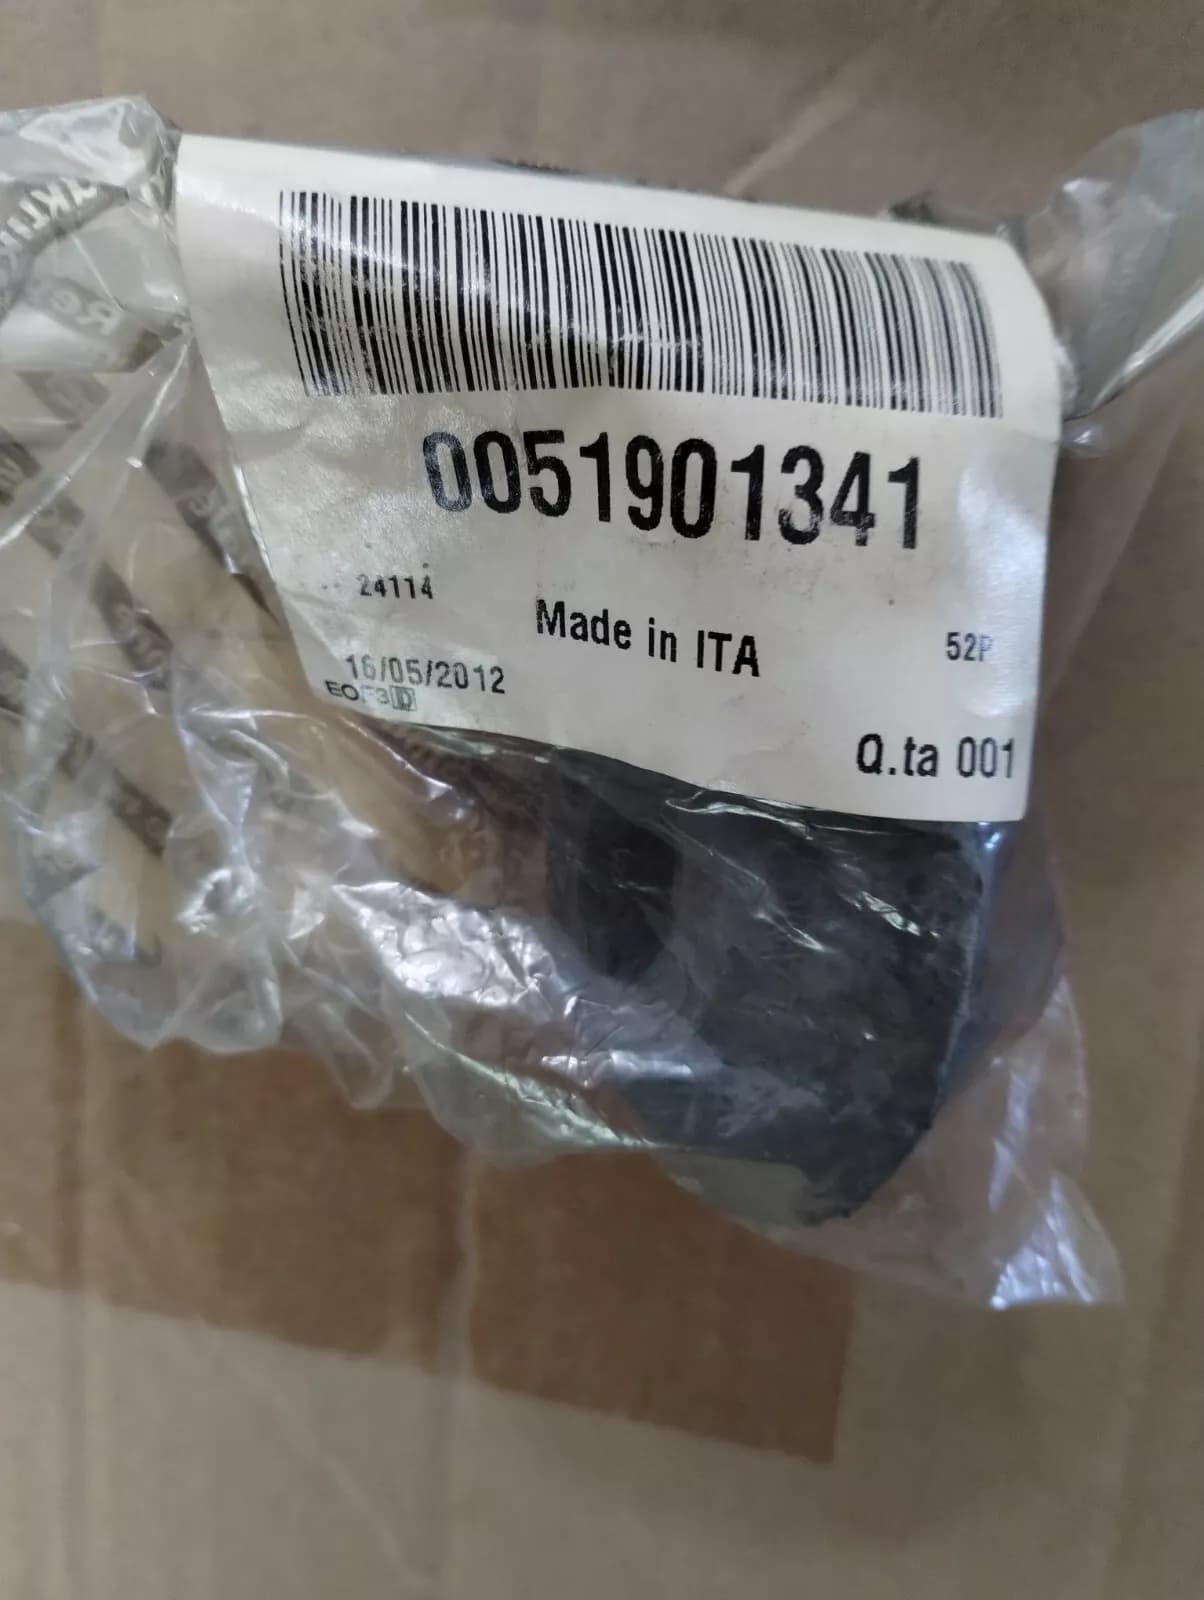 0051901341
24114
Made in ITA
52P
16/05/2012
Q.ta 001